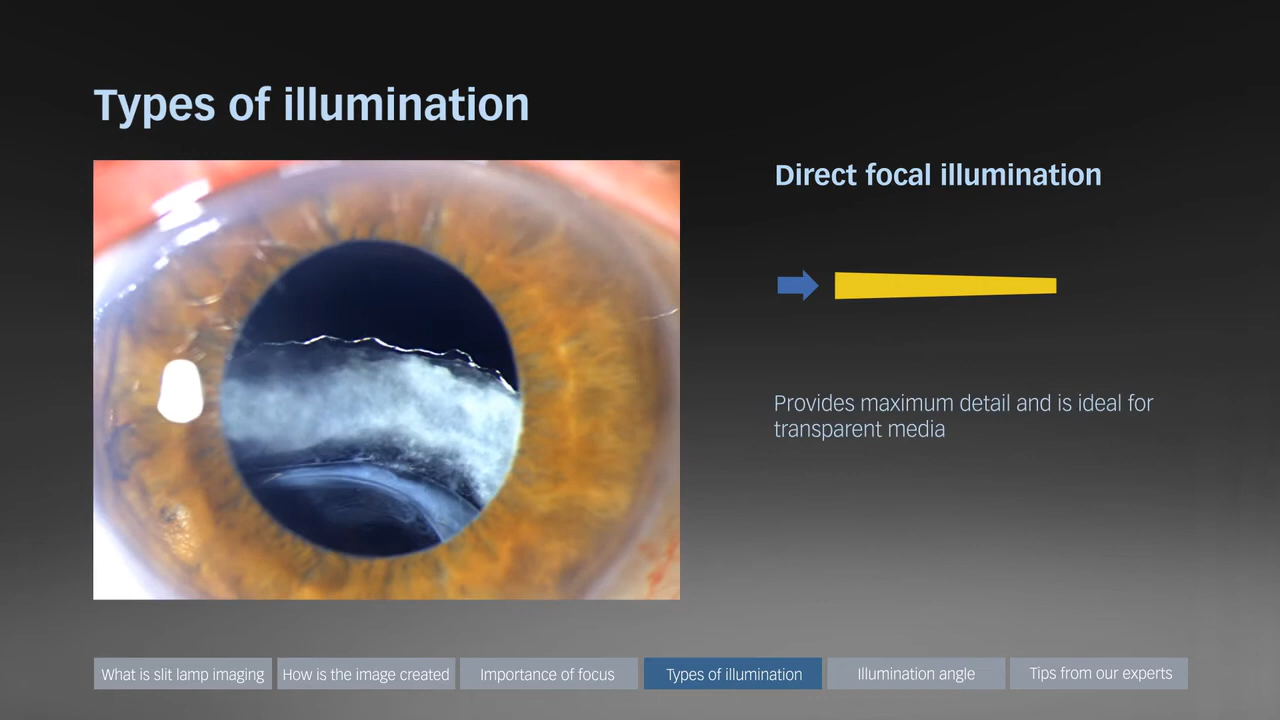 Types of illumination
Direct focal illumination
Provides maximum detail and is ideal for
transparent media
What is slit lamp imaging
How is the image created
Importance of focus
Types of illumination
Illumination angle
Tips from our experts